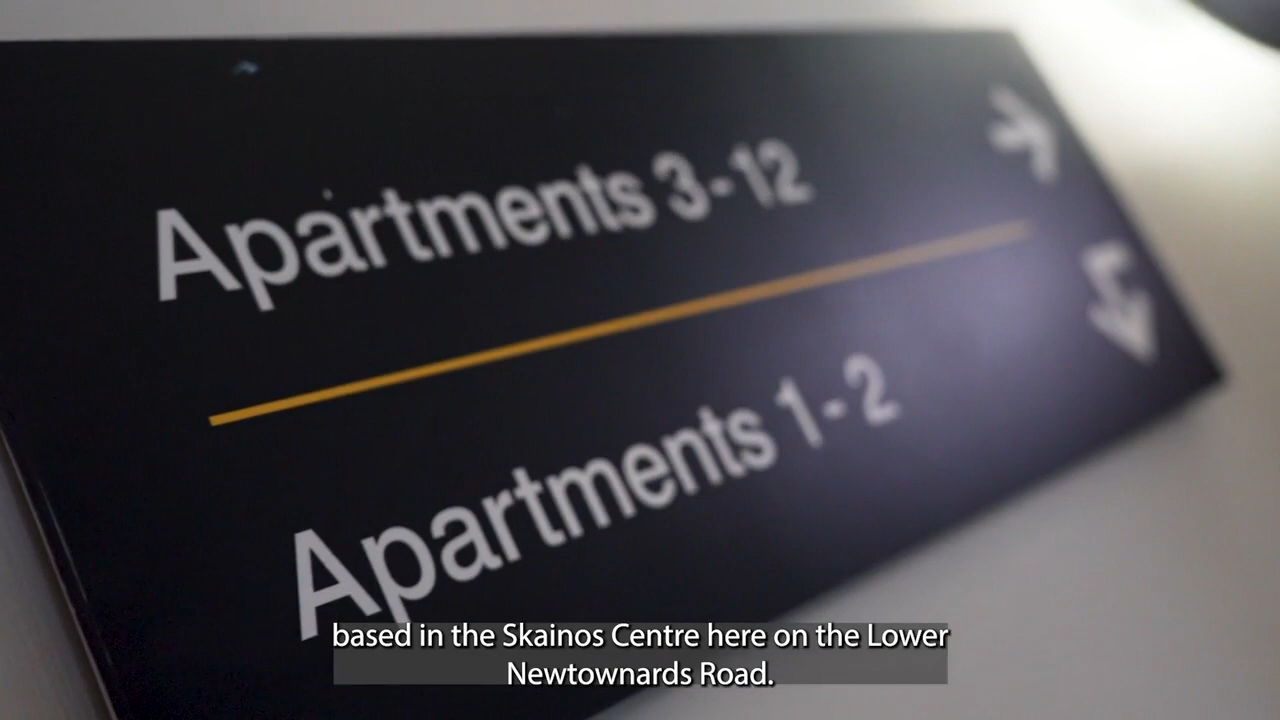 Apartments 3-12
Apartments 1-2
based in the Skainos Centre here on the Lower
Newtownards Road.